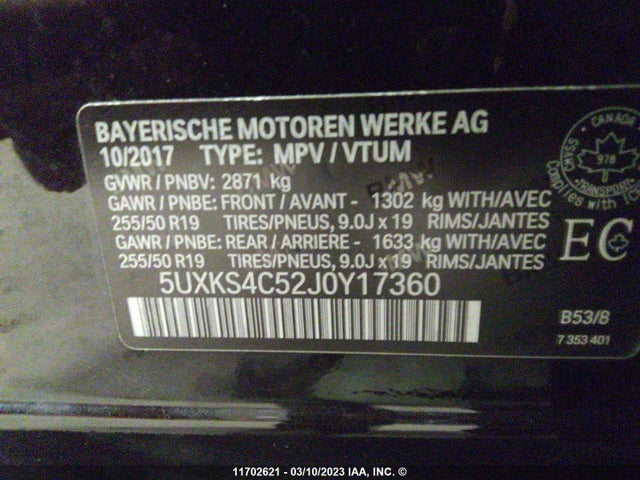 BAYERISCHE MOTOREN WERKE AG
10/2017 TYPE: MPV / VTUM
GVWR / PNBV: 2871 kg
GAWR / PNBE: FRONT / AVANT - 1302 kg WITH/AVEC
255/50 R19 TIRES/PNEUS, 9.0J x 19 RIMS/JANTES
GAWR / PNBE: REAR / ARRIERE - 1633 kg WITH/AVEC
255/50 R19 TIRES/PNEUS, 9.0J x 19 RIMS/JANTES
5UXKS4C52J0Y17360
CANADA
978
TRANSPORT
EC
B53/8
7 353 401
11702621 - 03/10/2023 IAA, INC. ©